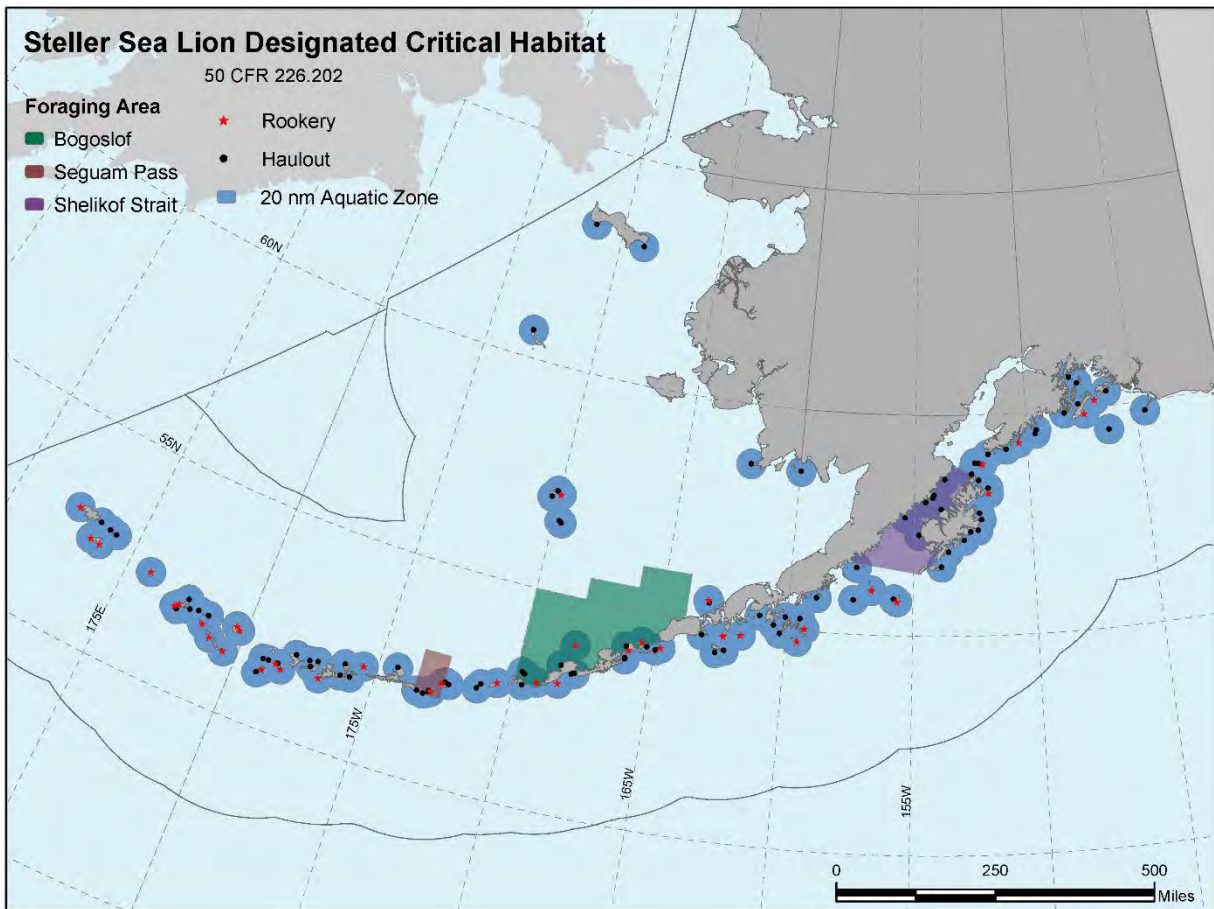 Steller Sea Lion Designated Critical Habitat
50 CFR 226.202
Foraging Area
Bogoslof
Seguam Pass
Shelikof Strait
Rookery
Haulout
20 nm Aquatic Zone
60N
55N
175E
175W
165W
155W
0 250 500
Miles